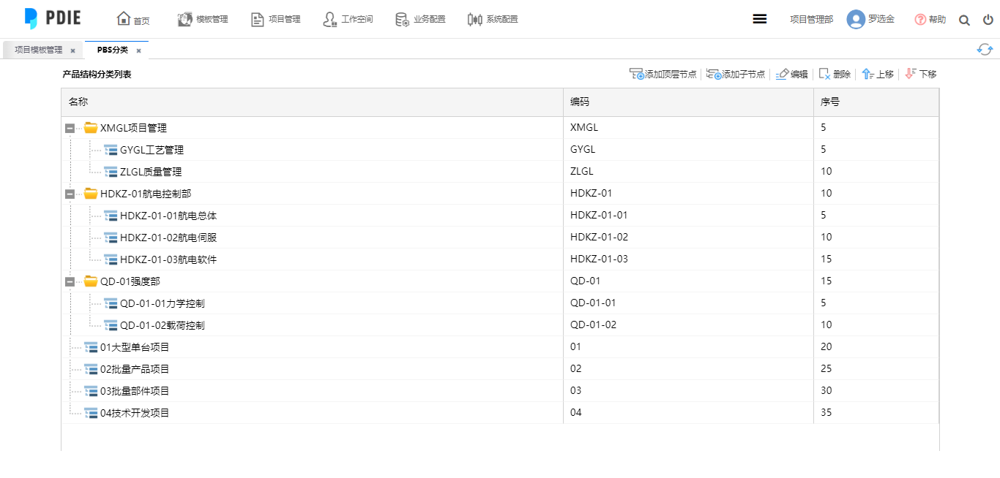 PDIE 首页 模板管理 项目管理 工作空间 业务配置 系统配置 项目管理部 罗选金 帮助
项目模板管理 × PBS分类 ×
产品结构分类列表 添加顶层节点 添加子节点 编辑 删除 上移 下移
名称 编码 序号
XMGL项目管理 XMGL 5
GYGL工艺管理 GYGL 5
ZLGL质量管理 ZLGL 10
HDKZ-01航电控制部 HDKZ-01 10
HDKZ-01-01航电总体 HDKZ-01-01 5
HDKZ-01-02航电伺服 HDKZ-01-02 10
HDKZ-01-03航电软件 HDKZ-01-03 15
QD-01强度部 QD-01 15
QD-01-01力学控制 QD-01-01 5
QD-01-02载荷控制 QD-01-02 10
01大型单台项目 01 20
02批量产品项目 02 25
03批量部件项目 03 30
04技术开发项目 04 35